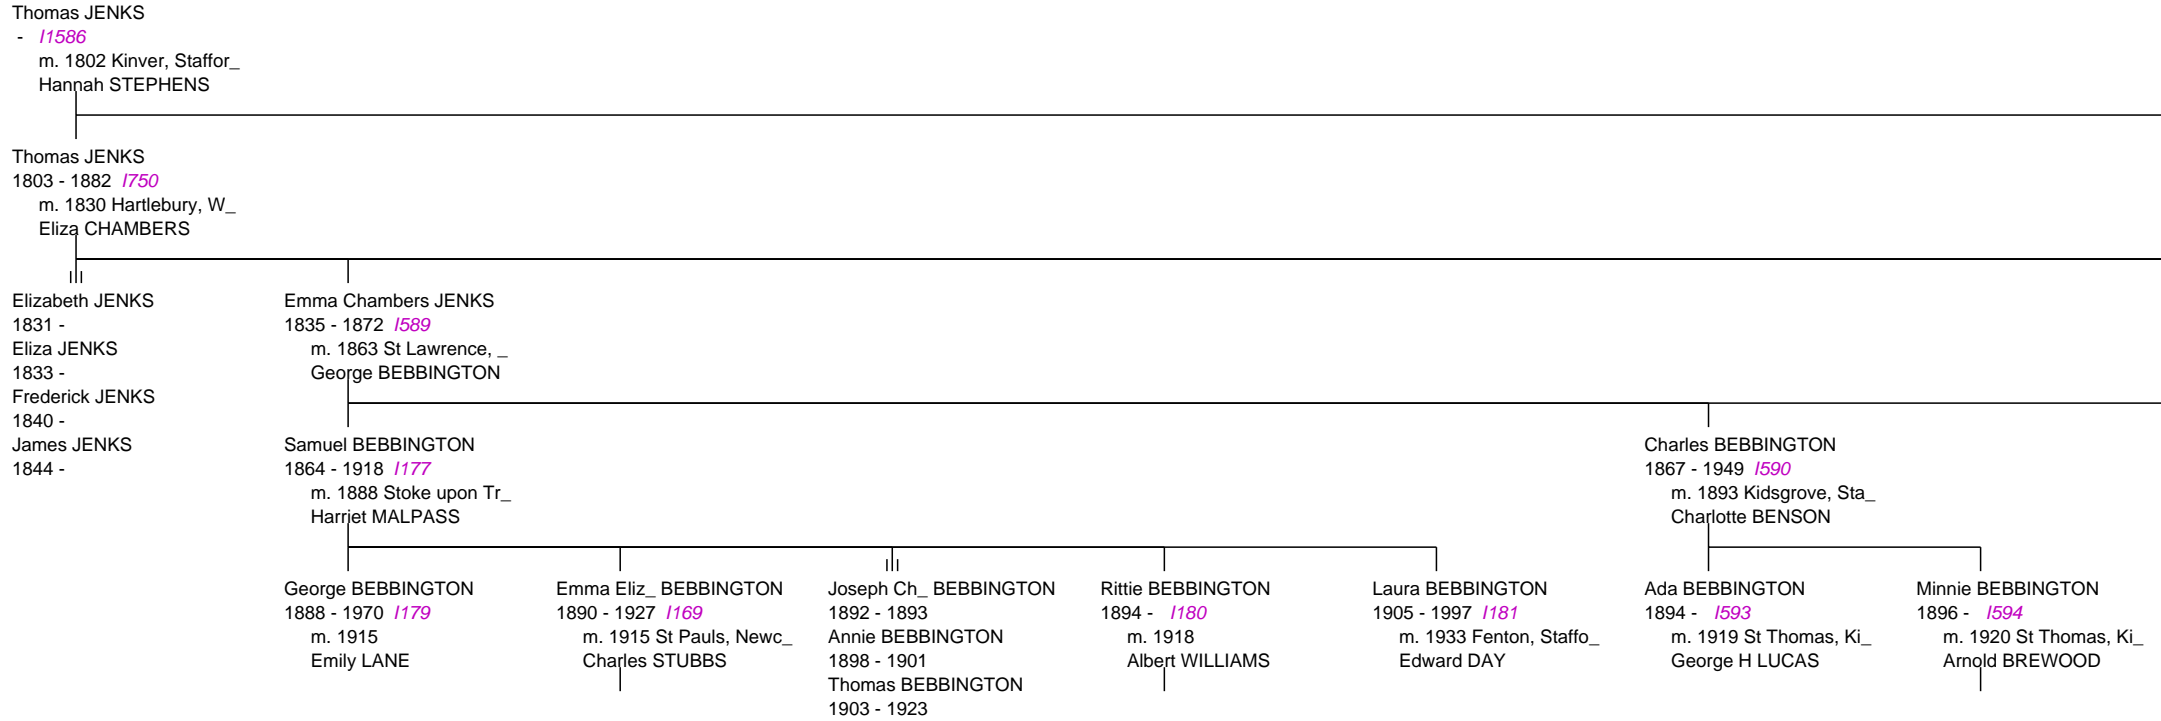 Thomas JENKS
- I1586
m. 1802 Kinver, Staffor_
Hannah STEPHENS
Thomas JENKS
1803 - 1882 I750
m. 1830 Hartlebury, W_
Eliza CHAMBERS
Elizabeth JENKS
1831 -
Eliza JENKS
1833 -
Frederick JENKS
1840 -
James JENKS
1844 -
Emma Chambers JENKS
1835 - 1872 I589
m. 1863 St Lawrence, _
George BEBBINGTON
Samuel BEBBINGTON
1864 - 1918 I177
m. 1888 Stoke upon Tr_
Harriet MALPASS
Charles BEBBINGTON
1867 - 1949 I590
m. 1893 Kidsgrove, Sta_
Charlotte BENSON
George BEBBINGTON
1888 - 1970 I179
m. 1915
Emily LANE
Emma Eliz_ BEBBINGTON
1890 - 1927 I169
m. 1915 St Pauls, Newc_
Charles STUBBS
Joseph Ch_ BEBBINGTON
1892 - 1893
Annie BEBBINGTON
1898 - 1901
Thomas BEBBINGTON
1903 - 1923
Rittie BEBBINGTON
1894 - I180
m. 1918
Albert WILLIAMS
Laura BEBBINGTON
1905 - 1997 I181
m. 1933 Fenton, Staffo_
Edward DAY
Ada BEBBINGTON
1894 - I593
m. 1919 St Thomas, Ki_
George H LUCAS
Minnie BEBBINGTON
1896 - I594
m. 1920 St Thomas, Ki_
Arnold BREWOOD